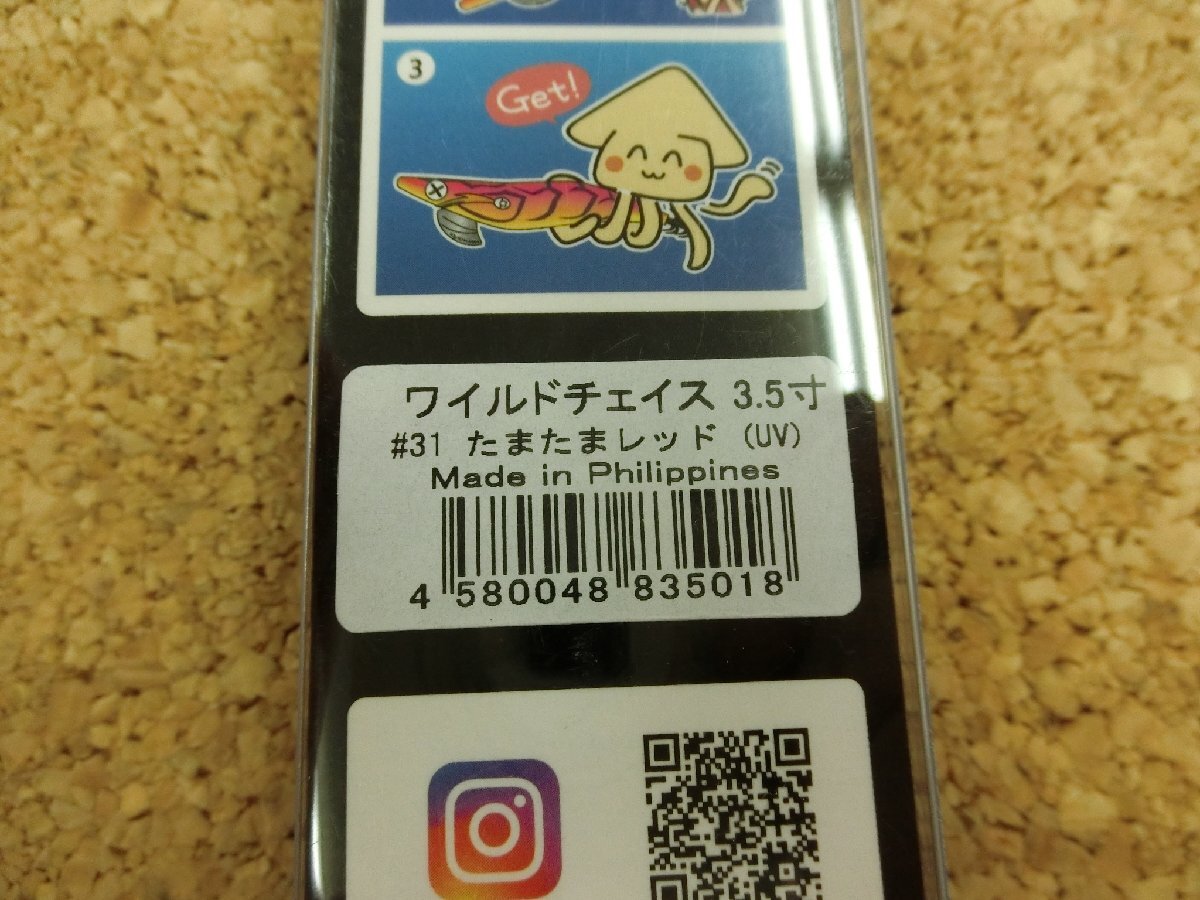 3
Get!
ワイルドチェイス 3.5寸
#31 たまたまレッド (UV)
Made in Philippines
4 580048 835018